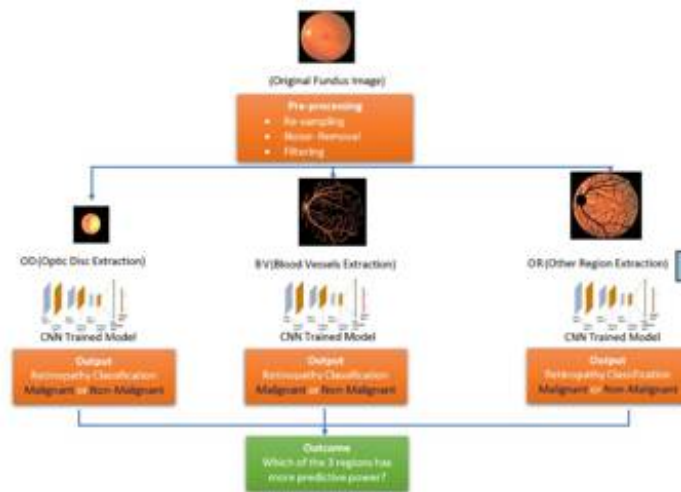 (Original Fundus Image)
Pre-processing
• Re-sampling
• Noise- Removal
• Filtering
OD(Optic Disc Extraction)
BV(Blood Vessels Extraction)
OR(Other Region Extraction)
CNN Trained Model
CNN Trained Model
CNN Trained Model
Output
Retinopathy Classification
Malignant or Non-Malignant
Output
Retinopathy Classification
Malignant or Non-Malignant
Output
Retinopathy Classification
Malignant or Non-Malignant
Outcome
Which of the 3 regions has
more predictive power?